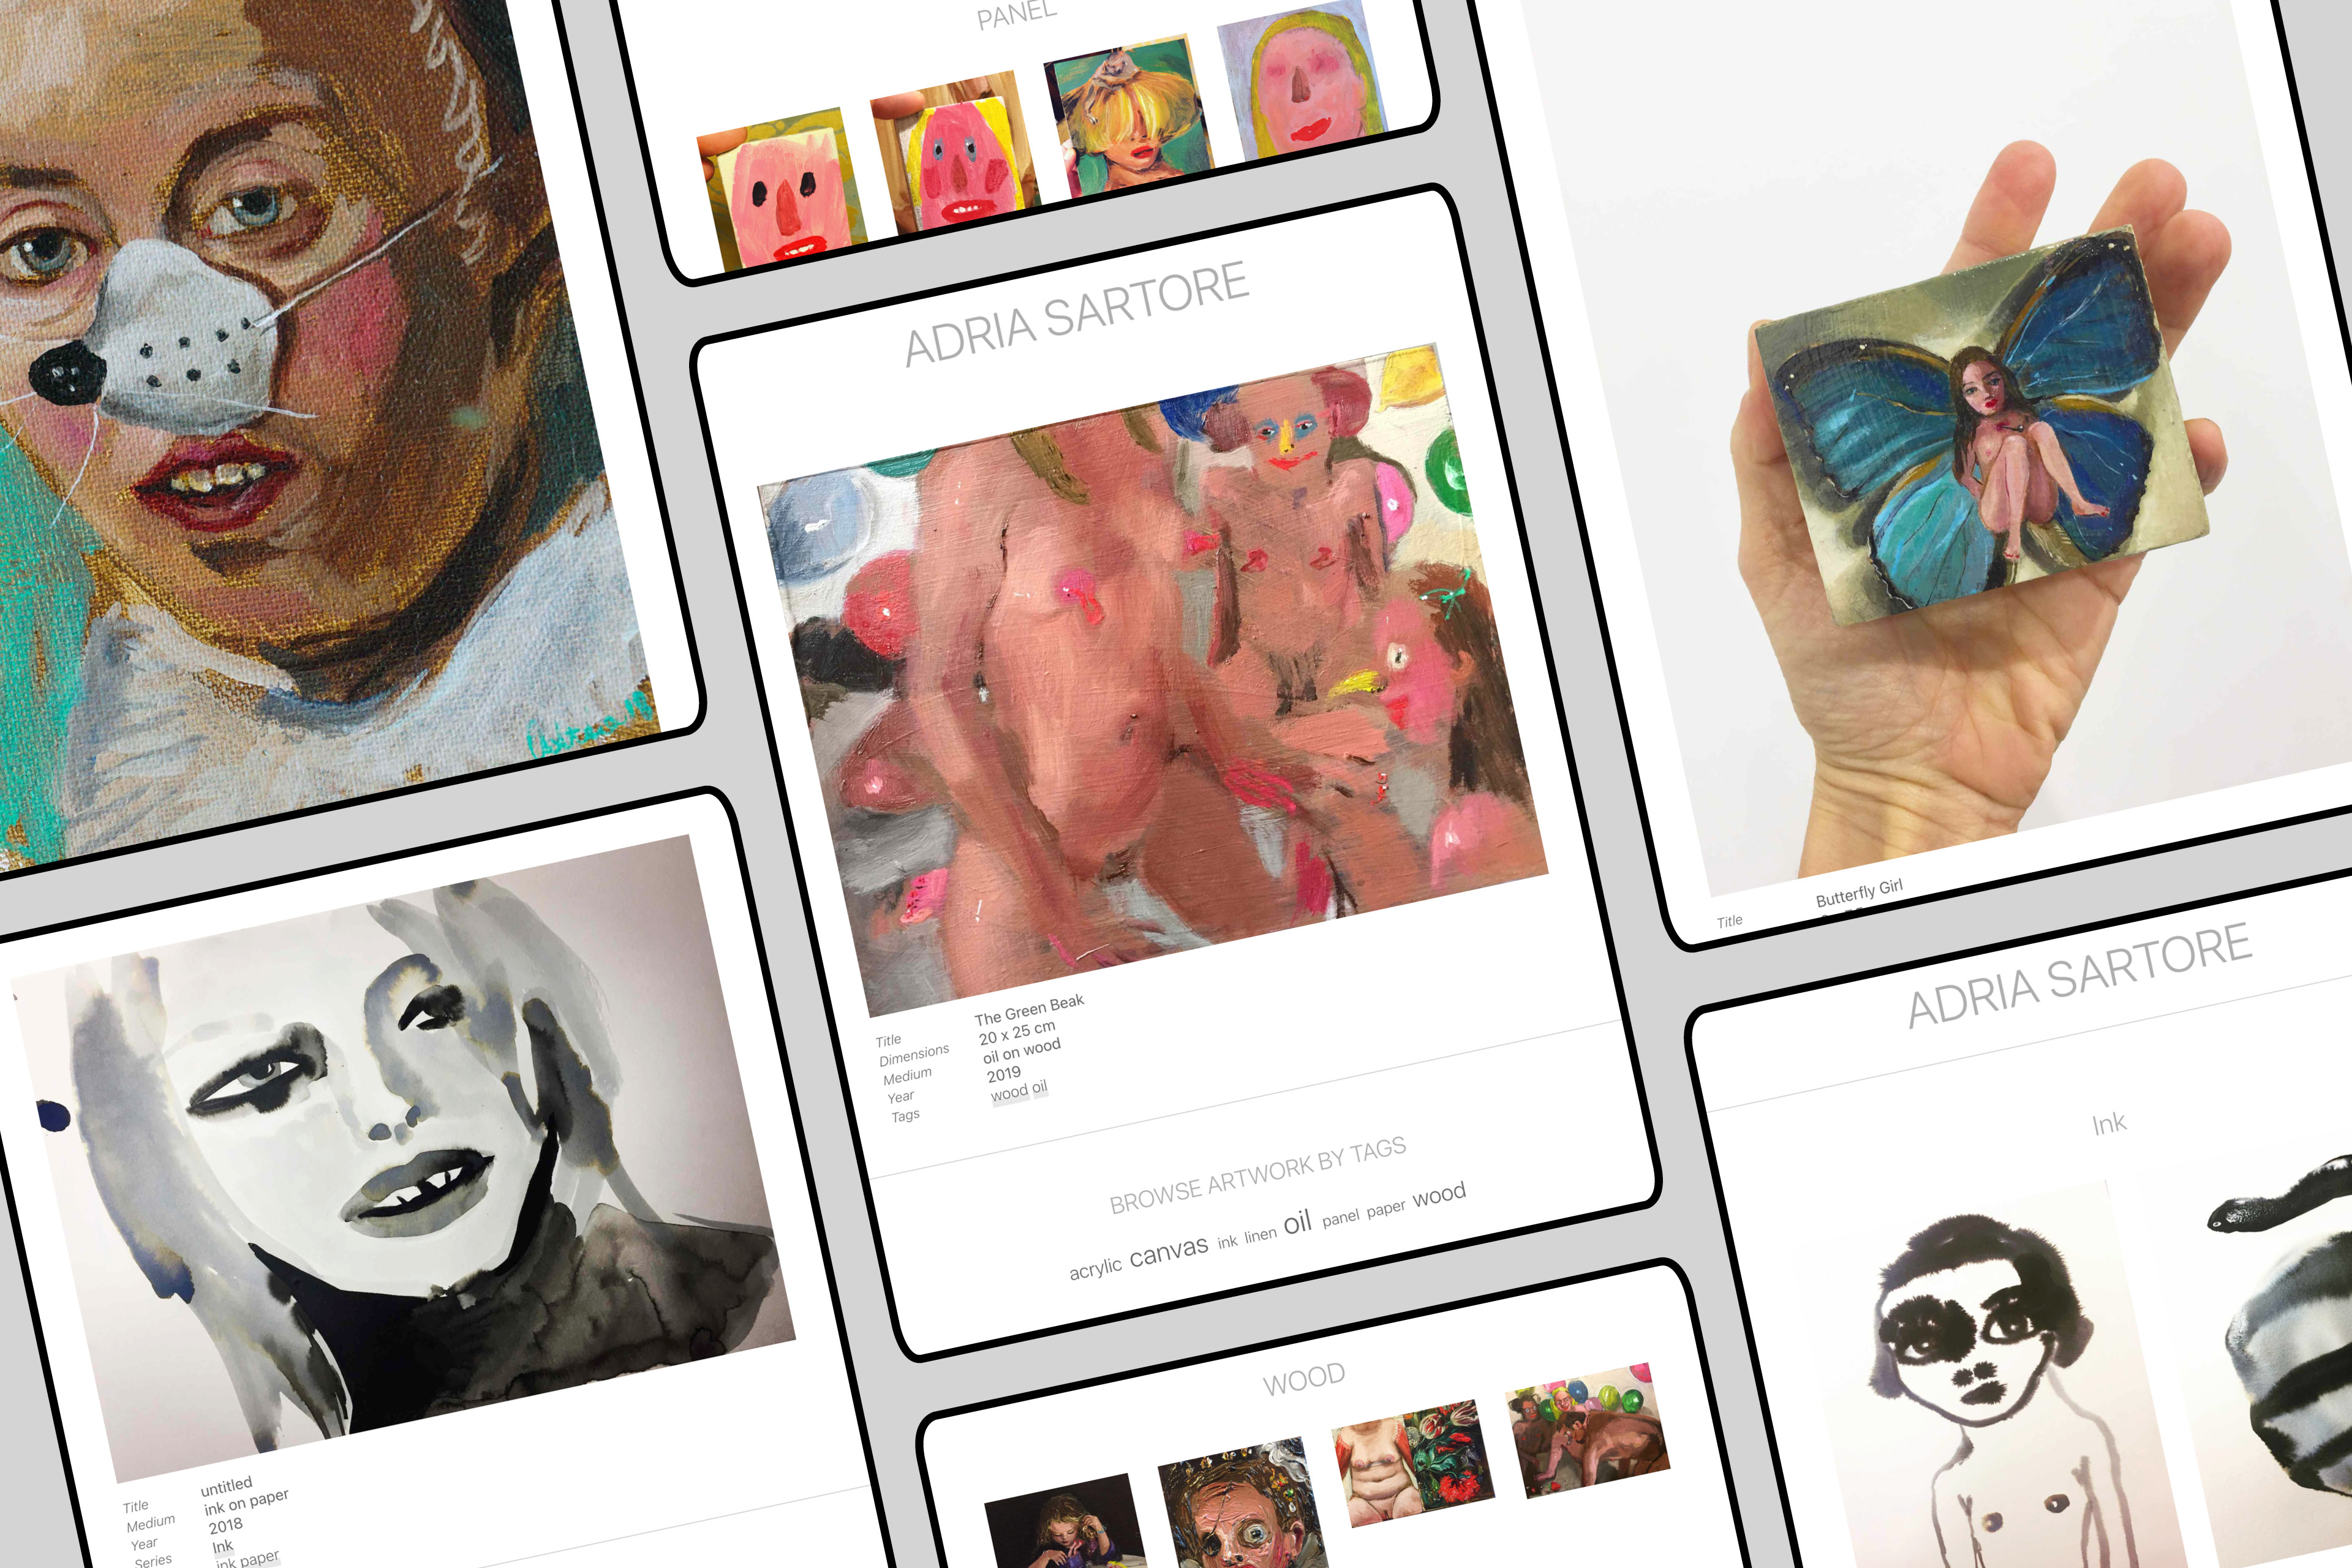 PANEL
ADRIA SARTORE
Title The Green Beak
Dimensions 20 x 25 cm
Medium oil on wood
Year 2019
Tags wood oil
BROWSE ARTWORK BY TAGS
acrylic canvas ink linen oil panel paper wood
Title Butterfly Girl
Title untitled
Medium ink on paper
Year 2018
Series Ink
ink paper
WOOD
ADRIA SARTORE
Ink